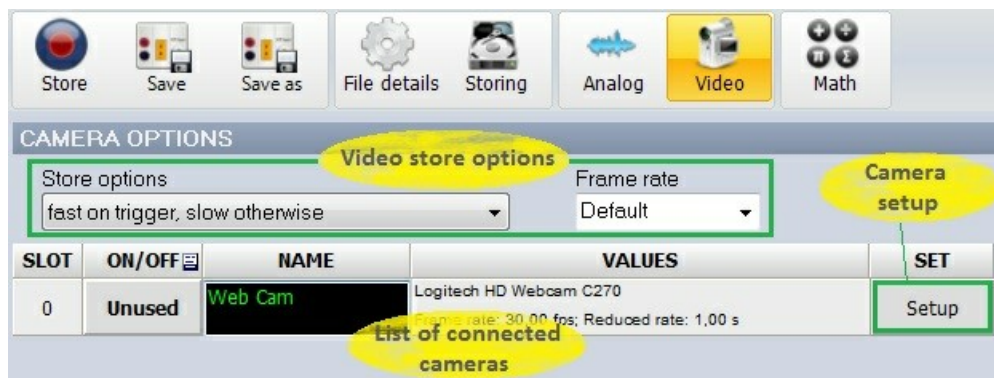 Store Save Save as File details Storing Analog Video Math
CAMERA OPTIONS
Video store options
Store options Frame rate
Camera
setup
fast on trigger, slow otherwise Default
SLOT ON/OFF NAME VALUES SET
0 Unused Web Cam Logitech HD Webcam C270 Setup
Frame rate: 30,00 fps; Reduced rate: 1,00 s
List of connected
cameras